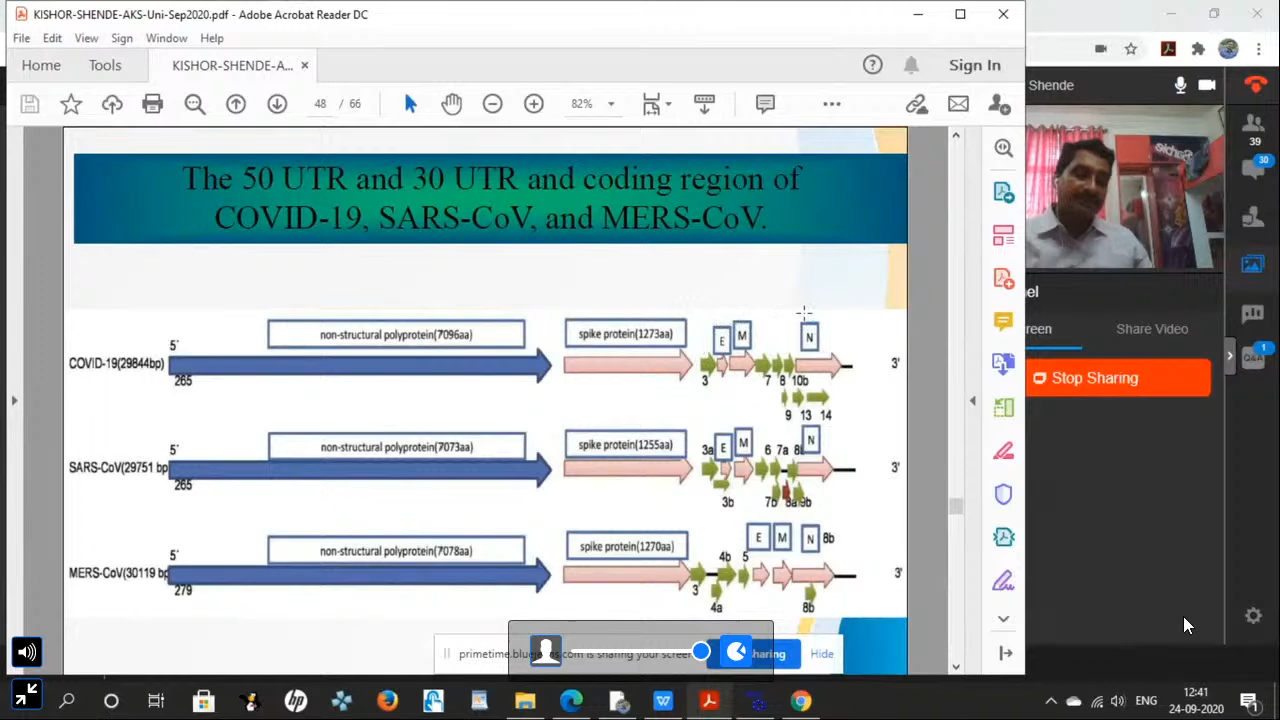 KISHOR-SHENDE-AKS-Uni-Sep2020.pdf - Adobe Acrobat Reader DC
File Edit View Sign Window Help
Home Tools KISHOR-SHENDE-A... × Sign In
48 / 66 82%
Shende
39
30
The 50 UTR and 30 UTR and coding region of
COVID-19, SARS-CoV, and MERS-CoV.
Share Video
Stop Sharing
Q&A
1
non-structural polyprotein(7096aa) spike protein(1273aa) E M N
5´
COVID-19(29844bp) 3'
265 3 7 8 10b
9 13 14
non-structural polyprotein(7073aa) spike protein(1255aa) E M N
5´ 3a 6 7a 8b
SARS-CoV(29751 bp 3'
265
3b 7b 8a 9b
non-structural polyprotein(7078aa) spike protein(1270aa) E M N 8b
5´ 4b 5
MERS-CoV(30119 bp 3'
279 3
4a 8b
Hide
ENG
12:41
24-09-2020
1